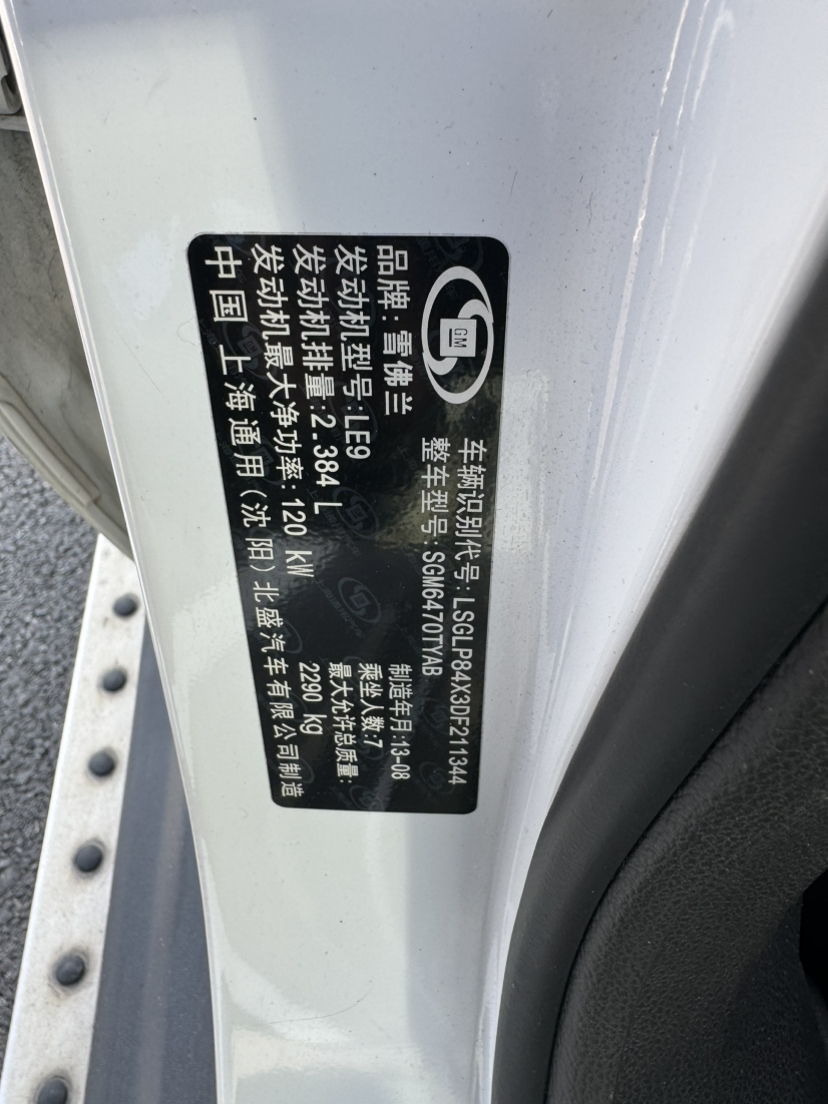 GM
车辆识别代号:LSGLP84X3DF211344
整车型号:SGM6470TYAB
品牌:雪佛兰
发动机型号:LE9
发动机排量:2.384 L
发动机最大净功率:120 kW
制造年月:13-08
乘坐人数:7
最大允许总质量:
2290 kg
中国 上海通用(沈阳)北盛汽车有限公司制造